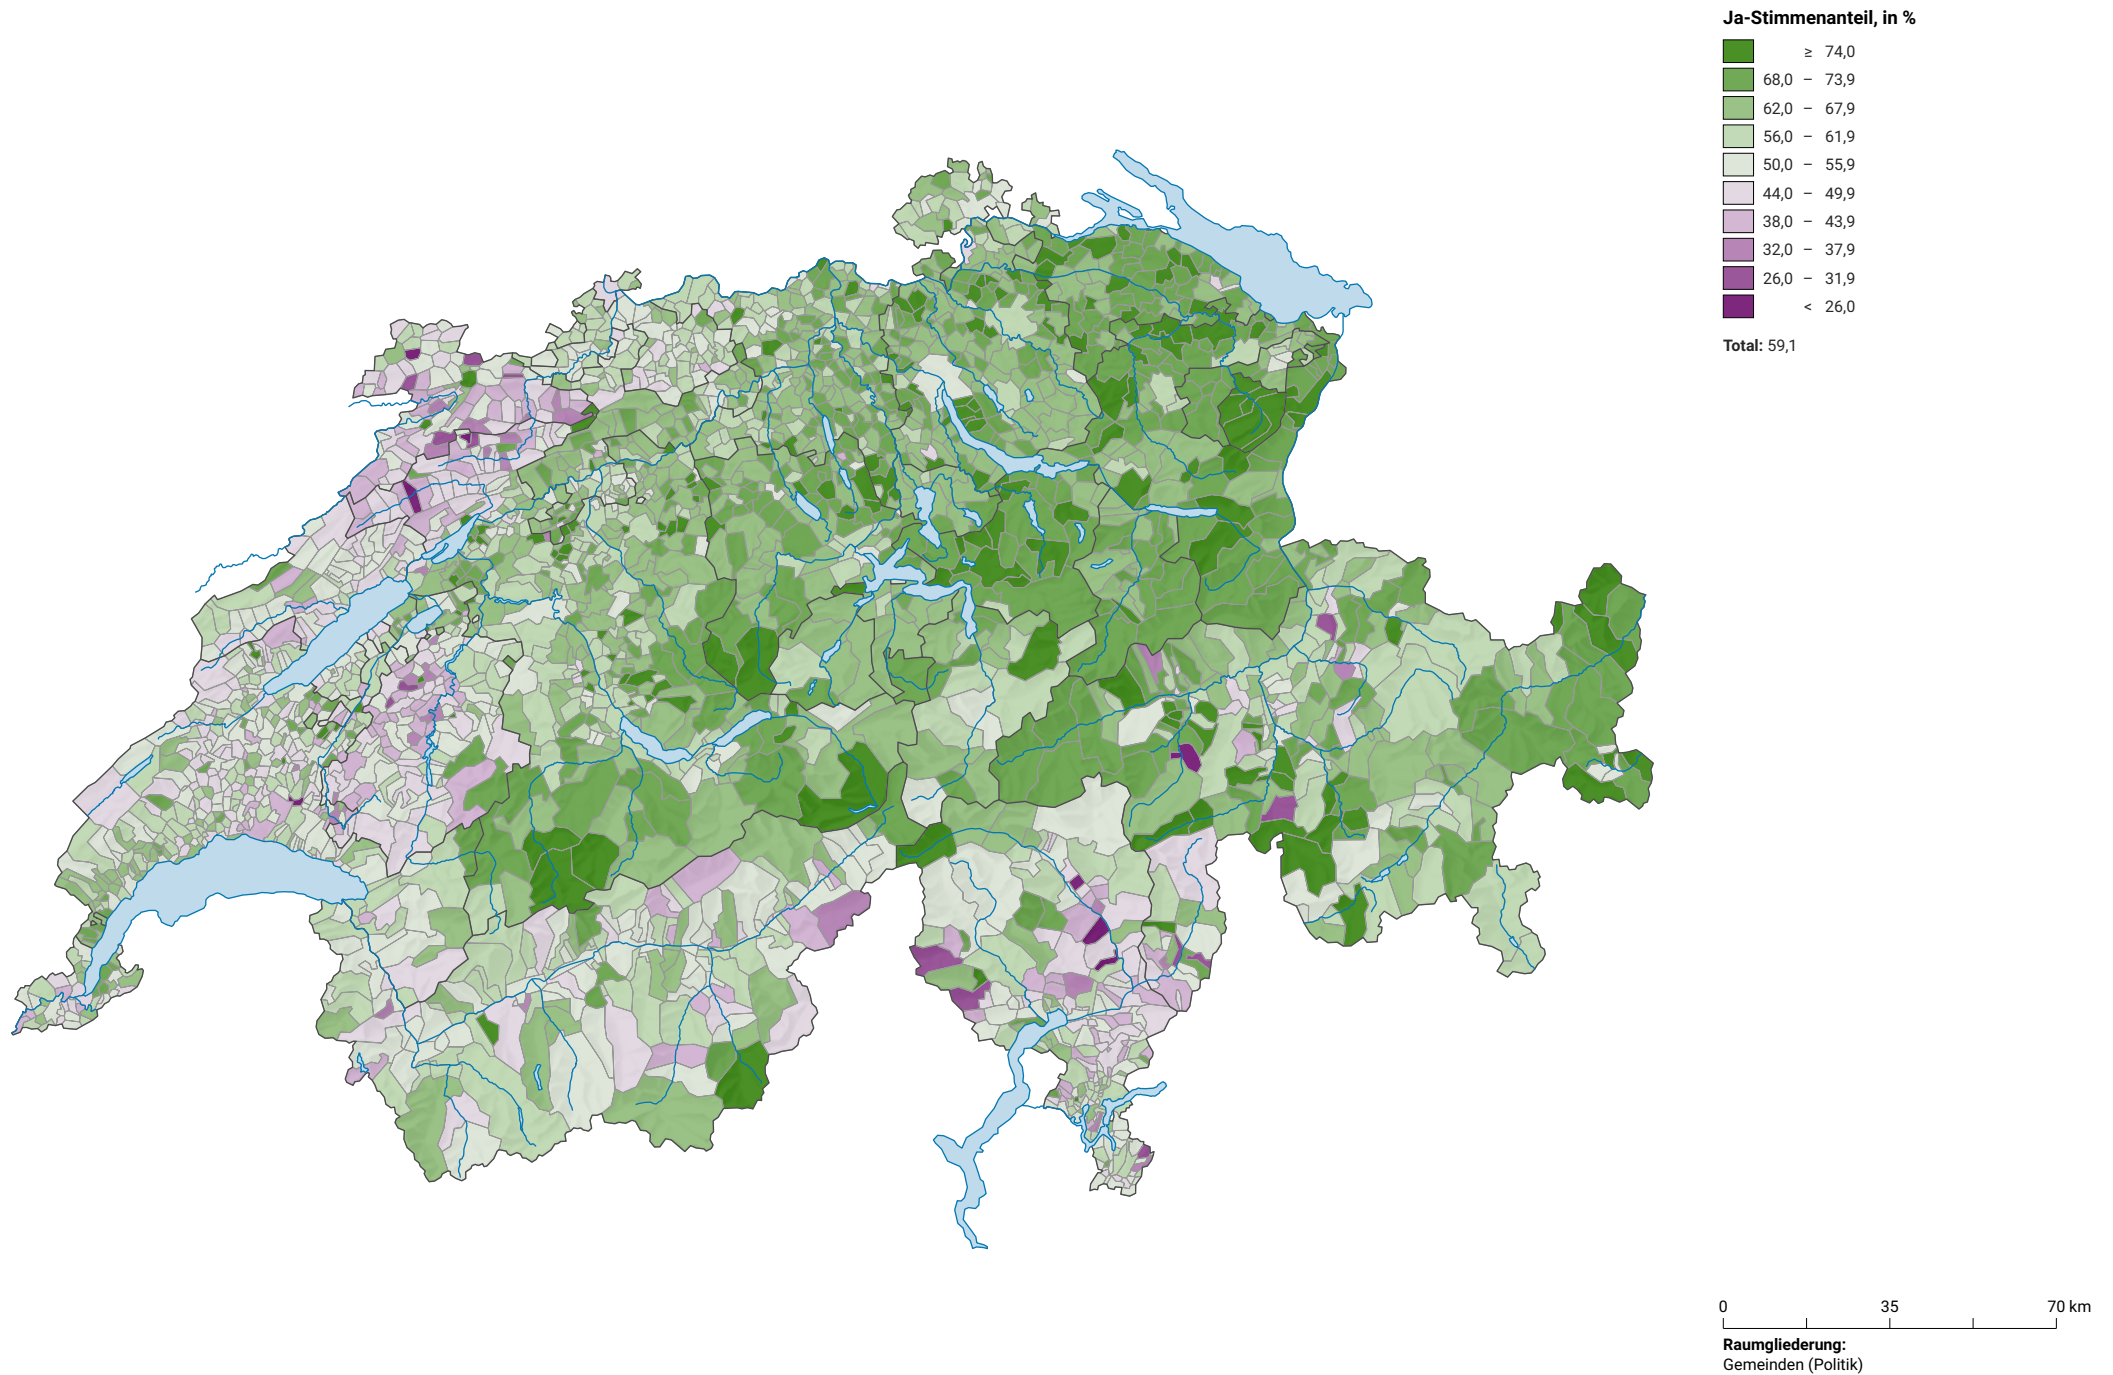 Ja-Stimmenanteil, in %
≥ 74,0
68,0 – 73,9
62,0 – 67,9
56,0 – 61,9
50,0 – 55,9
44,0 – 49,9
38,0 – 43,9
32,0 – 37,9
26,0 – 31,9
< 26,0
Total: 59,1
0 35 70 km
Raumgliederung:
Gemeinden (Politik)